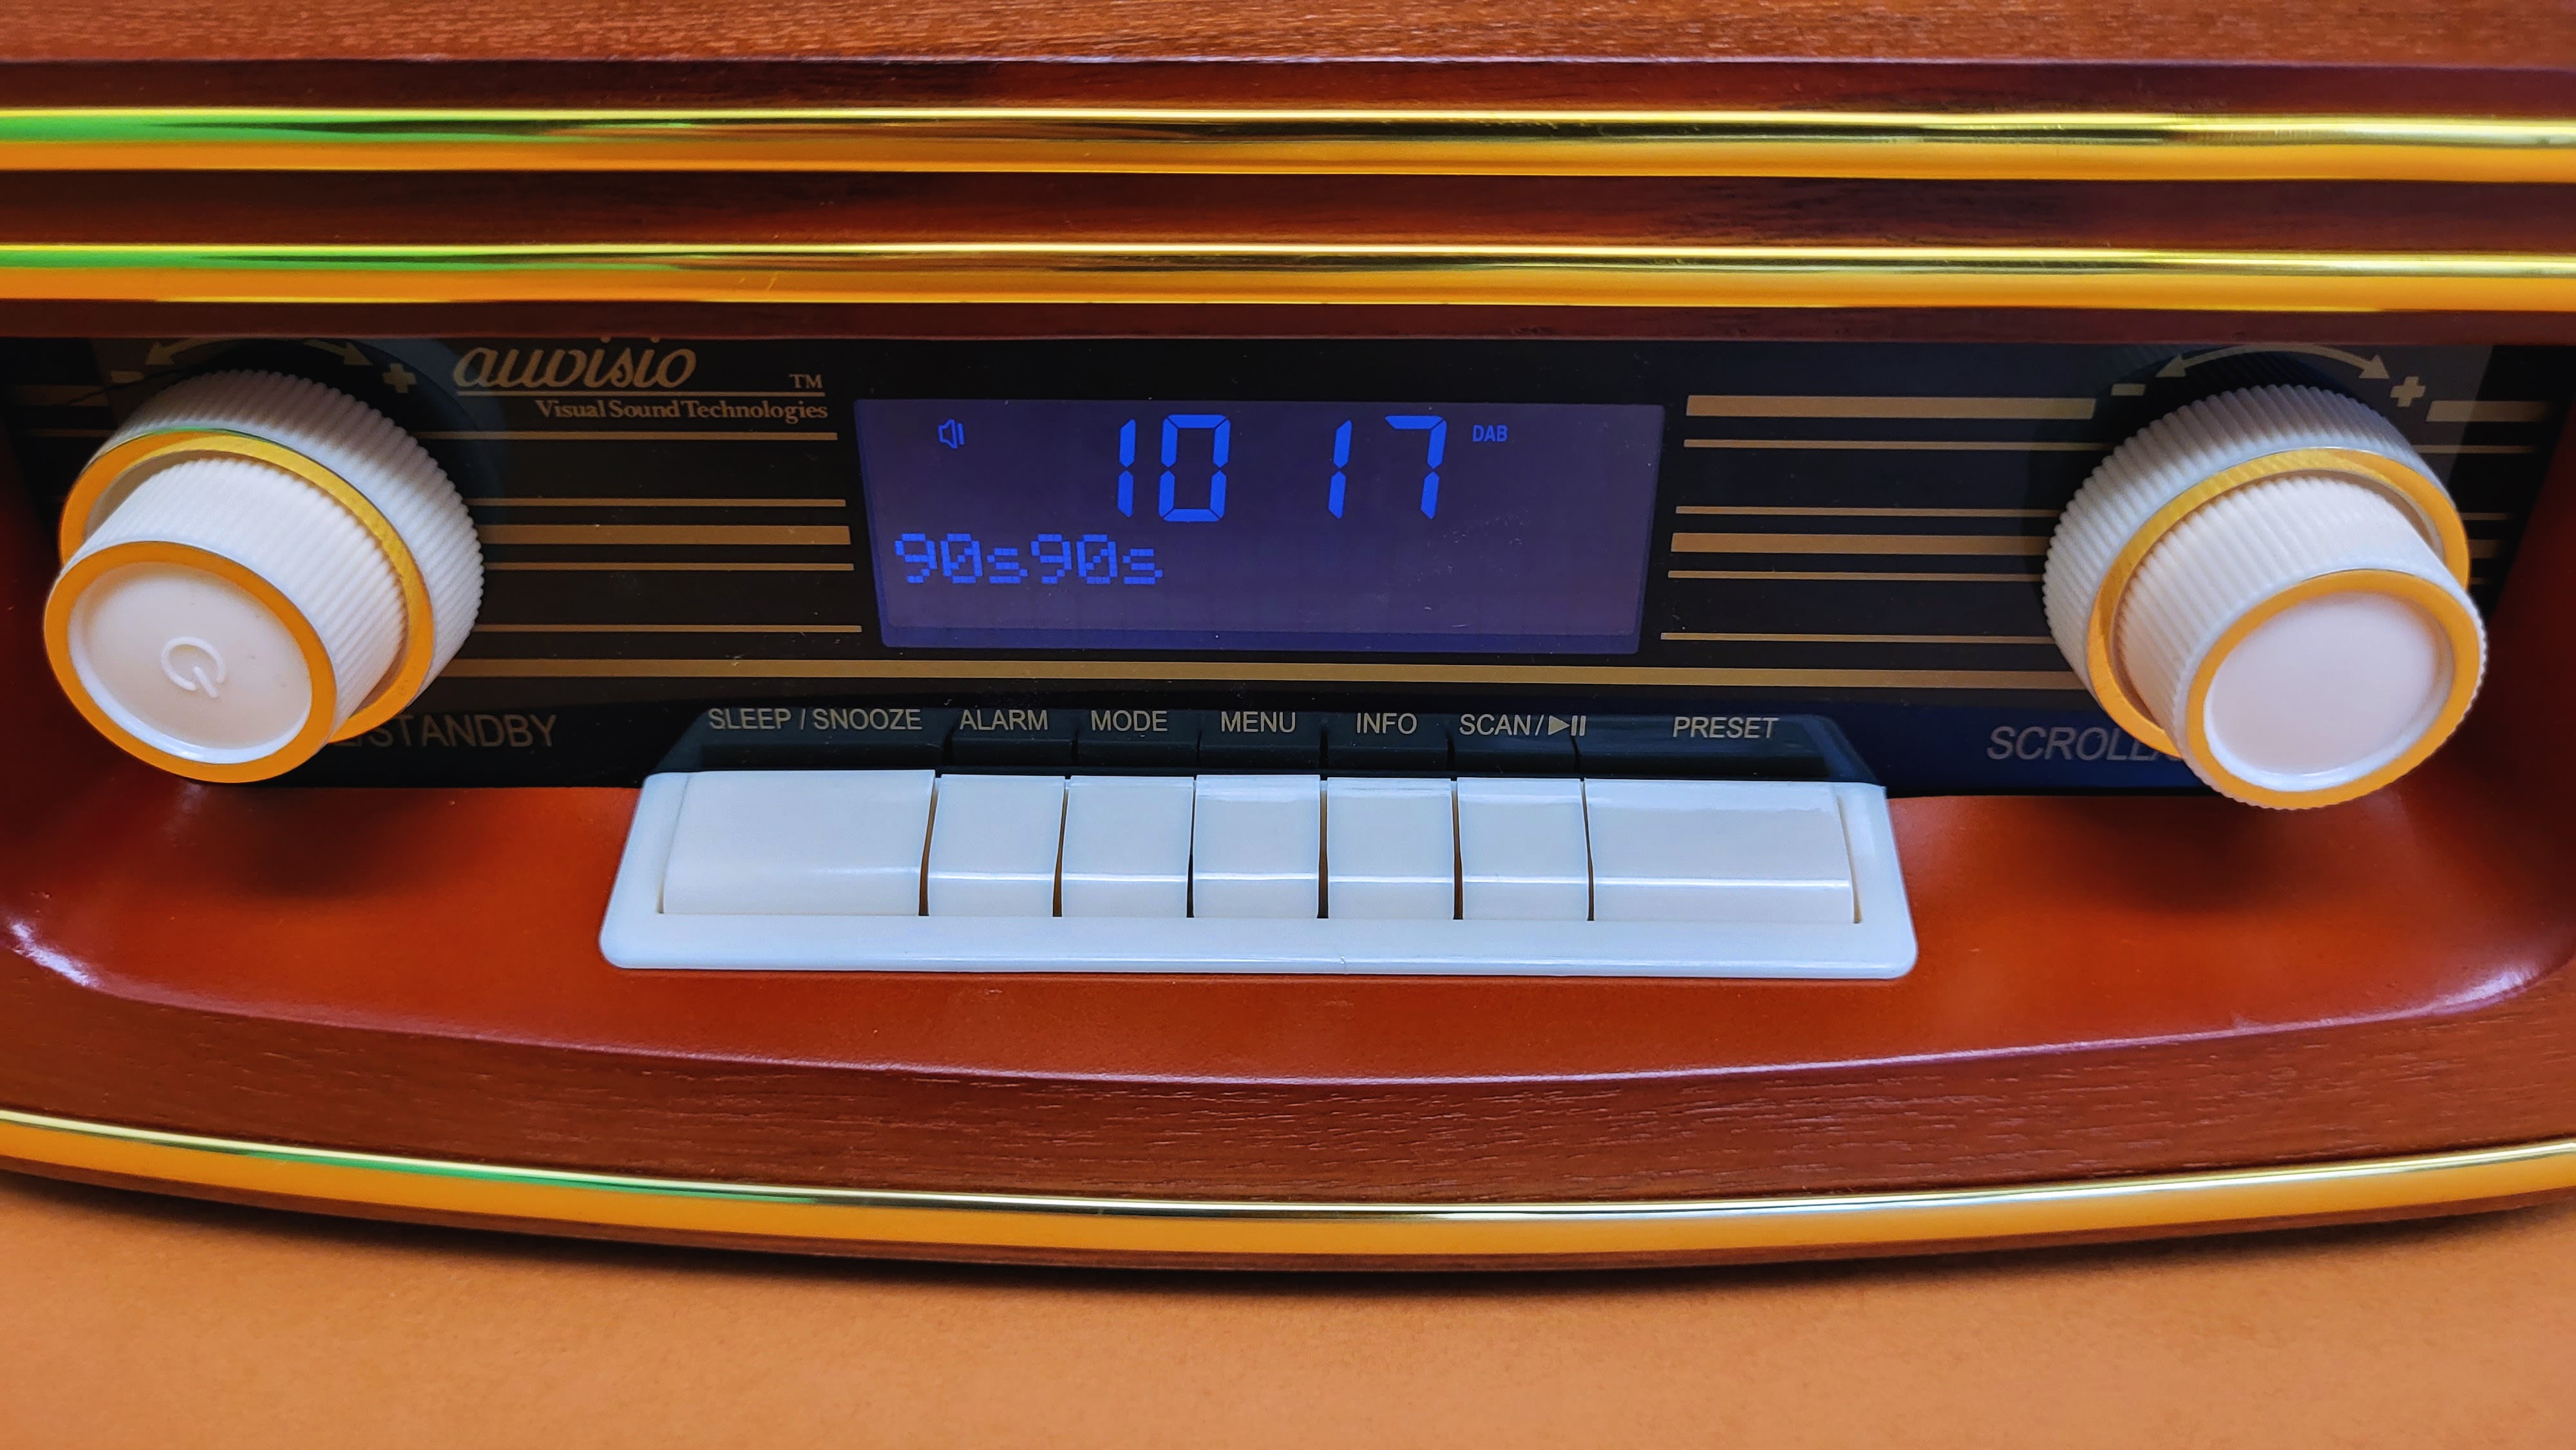 auvisio
TM
Visual Sound Technologies
10 17
DAB
90s90s
SLEEP / SNOOZE ALARM MODE MENU INFO SCAN/⏯ PRESET
/STANDBY
SCROLL